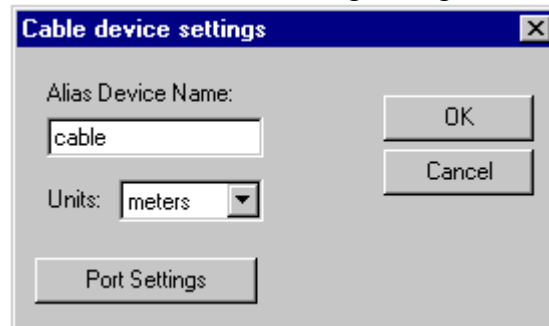 Cable device settings
Alias Device Name:
cable
OK
Cancel
Units: meters
Port Settings